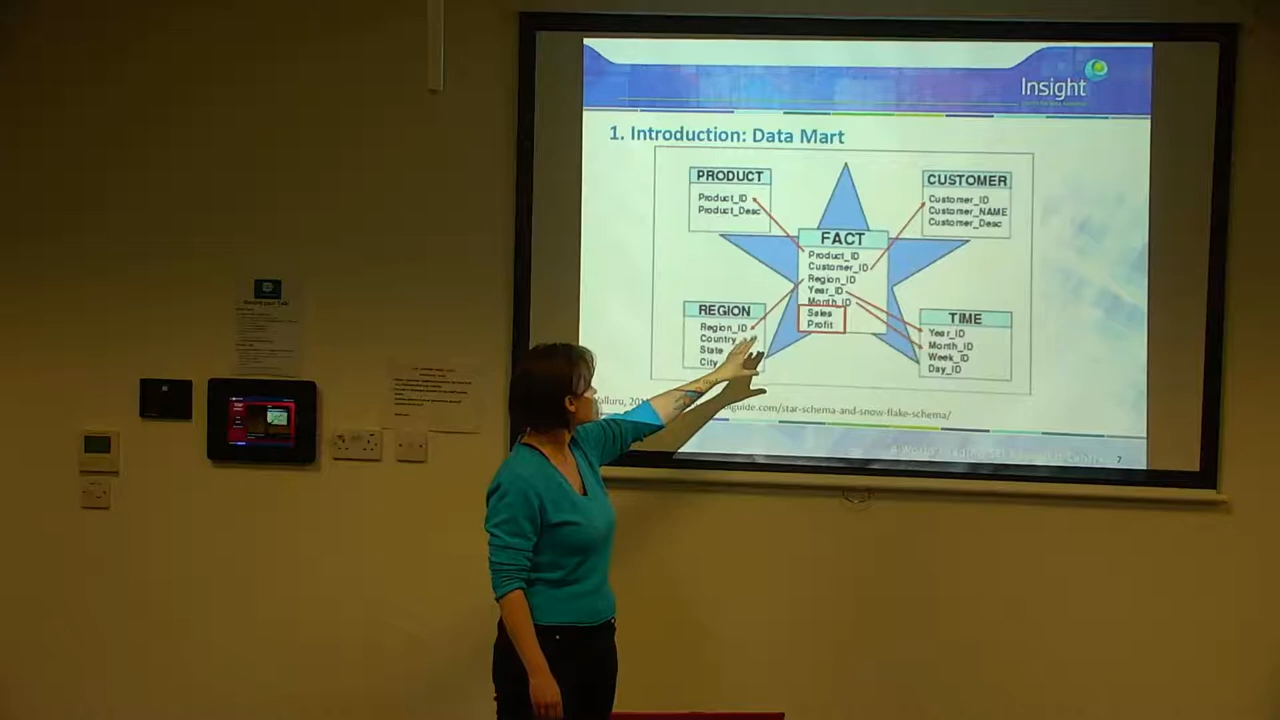 Insight
1. Introduction: Data Mart
PRODUCT
Product_ID
Product_Desc
CUSTOMER
Customer_ID
Customer_NAME
Customer_Desc
FACT
Product_ID
Customer_ID
Region_ID
Year_ID
Month_ID
Sales
Profit
REGION
Region_ID
Country
State
City
TIME
Year_ID
Month_ID
Week_ID
Day_ID
guide.com/star-schema-and-snow-flake-schema/
7